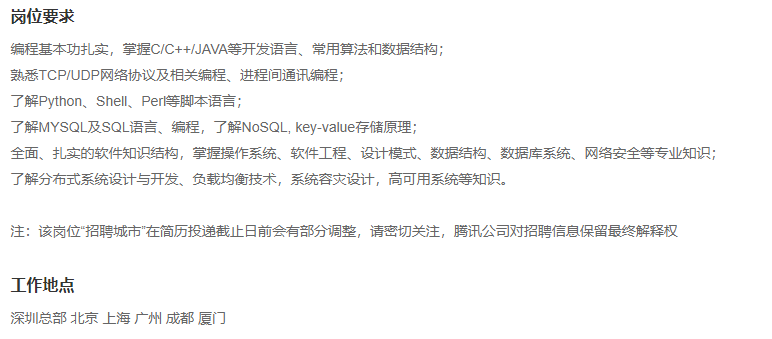 岗位要求
编程基本功扎实，掌握C/C++/JAVA等开发语言、常用算法和数据结构；
熟悉TCP/UDP网络协议及相关编程、进程间通讯编程；
了解Python、Shell、Perl等脚本语言；
了解MYSQL及SQL语言、编程，了解NoSQL, key-value存储原理；
全面、扎实的软件知识结构，掌握操作系统、软件工程、设计模式、数据结构、数据库系统、网络安全等专业知识；
了解分布式系统设计与开发、负载均衡技术，系统容灾设计，高可用系统等知识。
注：该岗位“招聘城市”在简历投递截止日前会有部分调整，请密切关注，腾讯公司对招聘信息保留最终解释权
工作地点
深圳总部 北京 上海 广州 成都 厦门